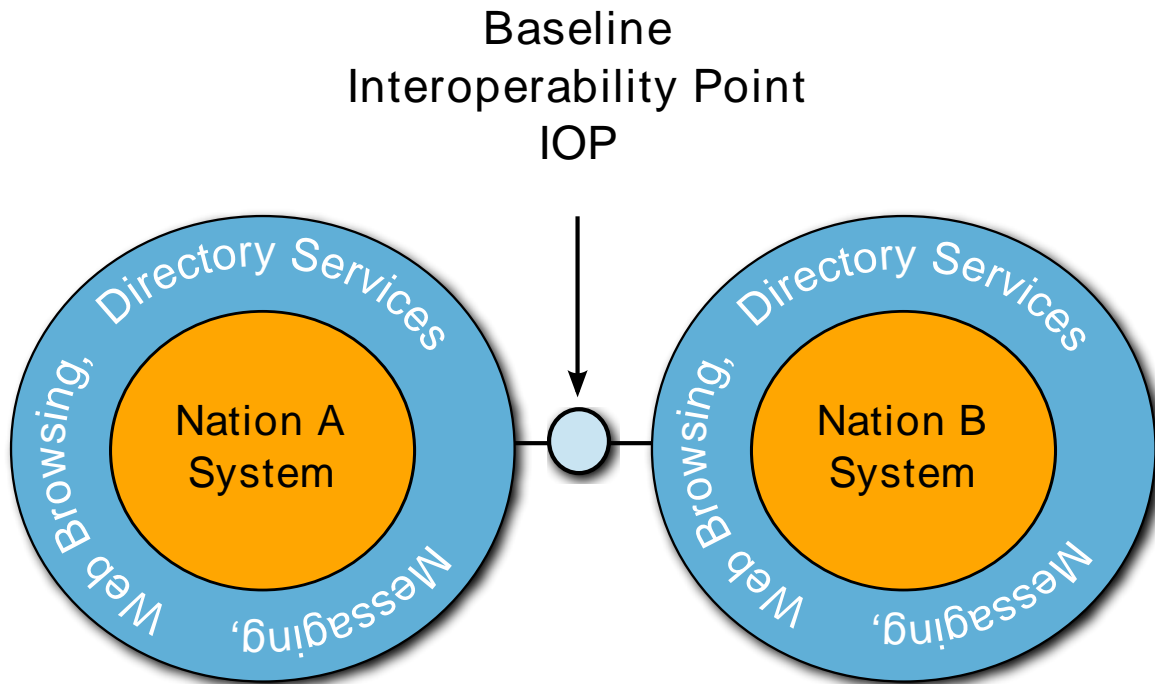 Baseline
Interoperability Point
IOP
Web Browsing, Directory Services
Messaging,
Nation A
System
Web Browsing, Directory Services
Messaging,
Nation B
System